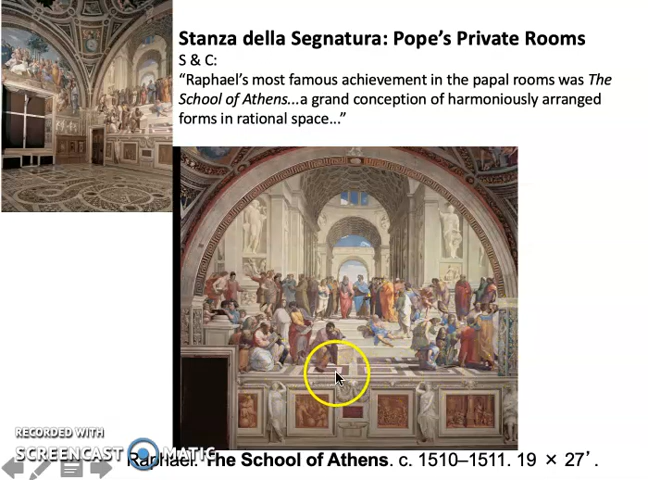 Stanza della Segnatura: Pope’s Private Rooms
S & C:
“Raphael’s most famous achievement in the papal rooms was The
School of Athens...a grand conception of harmoniously arranged
forms in rational space...”
RECORDED WITH
SCREENCAST MATIC
Raphael. The School of Athens. c. 1510–1511. 19 × 27’.